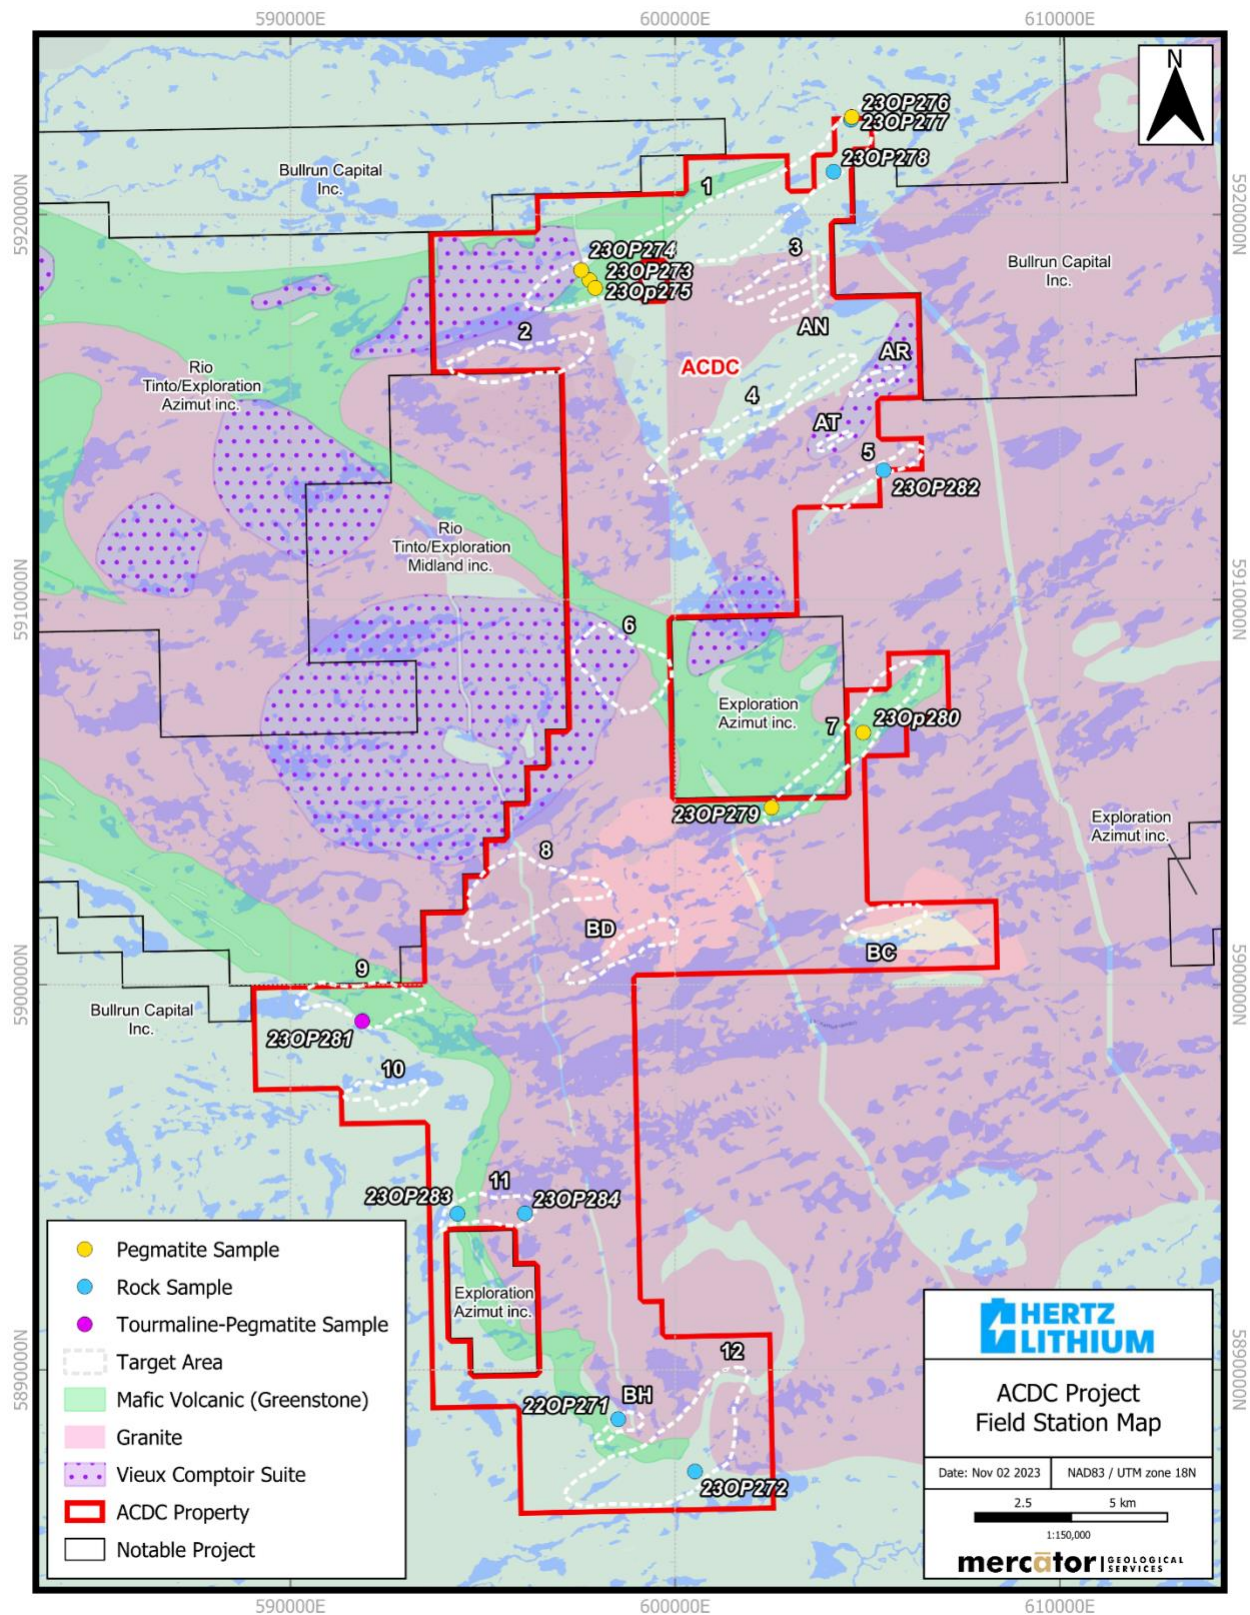 590000E
600000E
610000E
N
23OP276
23OP277
23OP278
Bullrun Capital
Inc.
1
5920000N
5920000N
3
23OP274
23OP273
23Op275
Bullrun Capital
Inc.
2
AN
AR
Rio
Tinto/Exploration
Azimut inc.
ACDC
4
AT
5
23OP282
Rio
Tinto/Exploration
Midland inc.
5910000N
5910000N
6
Exploration
Azimut inc.
7
23Op280
23OP279
Exploration
Azimut inc.
8
BD
BC
9
5900000N
5900000N
Bullrun Capital
Inc.
23OP281
10
11
23OP283
23OP284
Exploration
Azimut inc.
12
5890000N
5890000N
BH
22OP271
23OP272
Pegmatite Sample
Rock Sample
Tourmaline-Pegmatite Sample
Target Area
Mafic Volcanic (Greenstone)
Granite
Vieux Comptoir Suite
ACDC Property
Notable Project
HERTZ
LITHIUM
ACDC Project
Field Station Map
Date: Nov 02 2023
NAD83 / UTM zone 18N
2.5
5 km
1:150,000
mercātor GEOLOGICAL
SERVICES
590000E
600000E
610000E